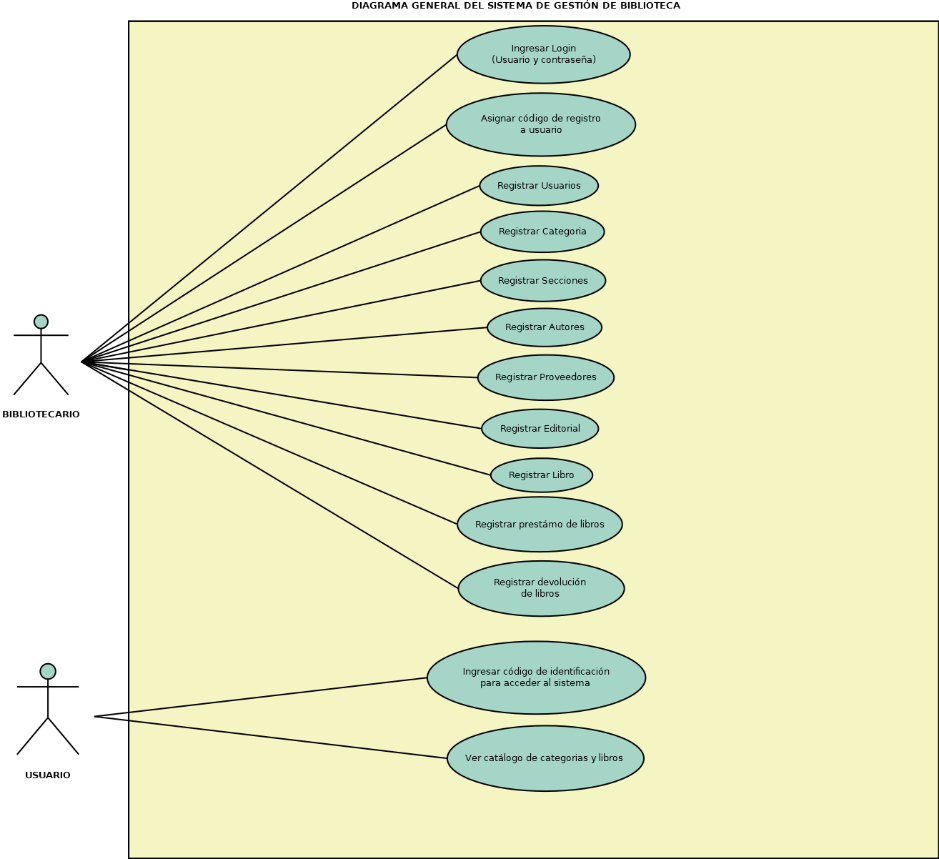 DIAGRAMA GENERAL DEL SISTEMA DE GESTIÓN DE BIBLIOTECA
Ingresar Login
(Usuario y contraseña)
Asignar código de registro
a usuario
Registrar Usuarios
Registrar Categoria
Registrar Secciones
Registrar Autores
Registrar Proveedores
BIBLIOTECARIO
Registrar Editorial
Registrar Libro
Registrar prestámo de libros
Registrar devolución
de libros
Ingresar código de identificación
para acceder al sistema
Ver catálogo de categorias y libros
USUARIO